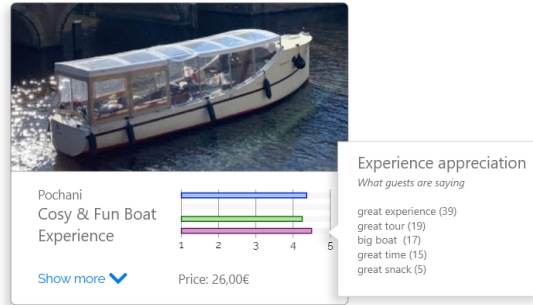 Pochani
Cosy & Fun Boat
Experience
1 2 3 4 5
Show more
Price: 26,00€
Experience appreciation
What guests are saying
great experience (39)
great tour (19)
big boat (17)
great time (15)
great snack (5)